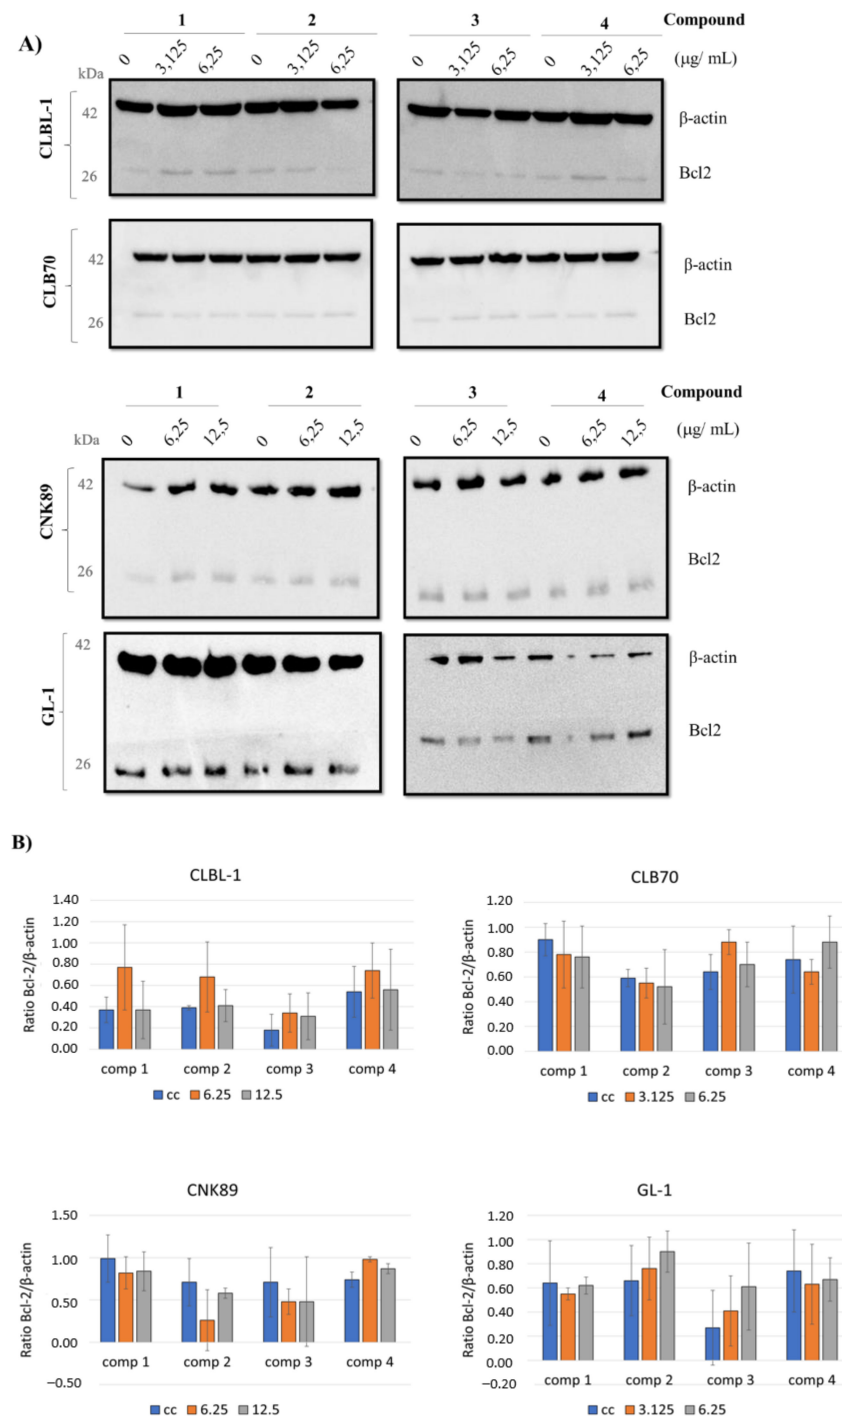 A)
1 2 3 4 Compound
0 3,125 6,25 0 3,125 6,25 0 3,125 6,25 0 3,125 6,25 (μg/ mL)
kDa
CLBL-1
42 β-actin
26 Bcl2
CLB70
42 β-actin
26 Bcl2
1 2 3 4 Compound
0 6,25 12,5 0 6,25 12,5 0 6,25 12,5 0 6,25 12,5 (μg/ mL)
kDa
CNK89
42 β-actin
26 Bcl2
GL-1
42 β-actin
26 Bcl2
B)
CLBL-1
Ratio Bcl-2/β-actin
1.40
1.20
1.00
0.80
0.60
0.40
0.20
0.00
comp 1 comp 2 comp 3 comp 4
cc 6.25 12.5
CLB70
Ratio Bcl-2/β-actin
1.20
1.00
0.80
0.60
0.40
0.20
0.00
comp 1 comp 2 comp 3 comp 4
cc 3.125 6.25
CNK89
Ratio Bcl-2/β-actin
1.50
1.00
0.50
0.00
−0.50
comp 1 comp 2 comp 3 comp 4
cc 6.25 12.5
GL-1
Ratio Bcl-2/β-actin
1.20
1.00
0.80
0.60
0.40
0.20
0.00
−0.20
comp 1 comp 2 comp 3 comp 4
cc 3.125 6.25